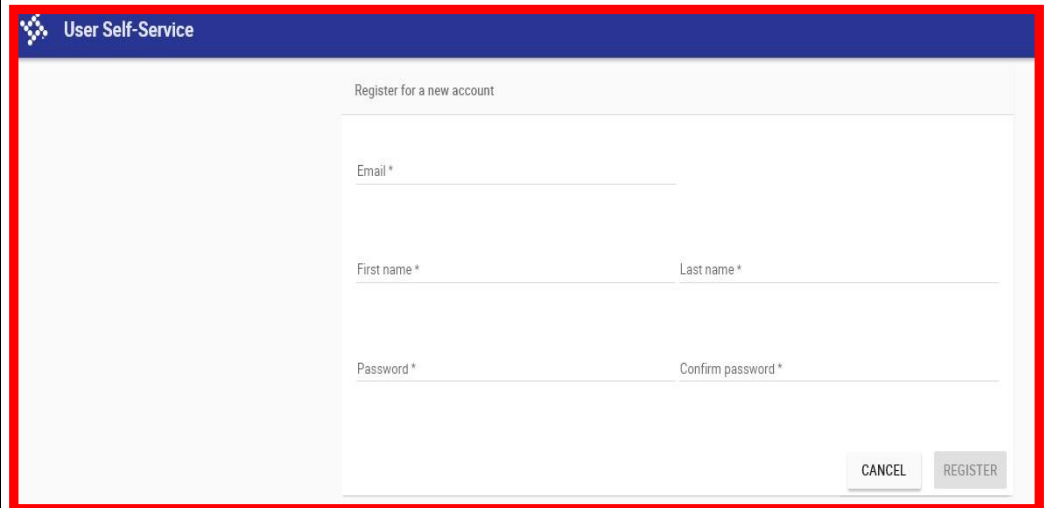 User Self-Service
Register for a new account
Email *
First name * Last name *
Password * Confirm password *
CANCEL REGISTER